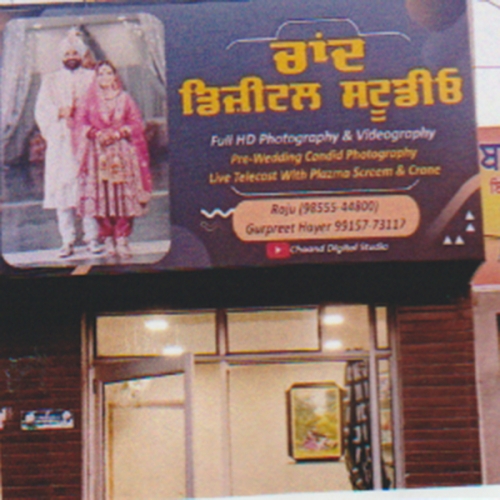 ਚਾਂਦ
ਡਿਜੀਟਲ ਸਟੂਡੀਓ
Full HD Photography & Videography
Pre-Wedding Candid Photography
Live Telecast With Plazma Screem & Crane
Raju (98555-44800)
Gurpreet Hayer 99157-73117
Chaand Digital Studio